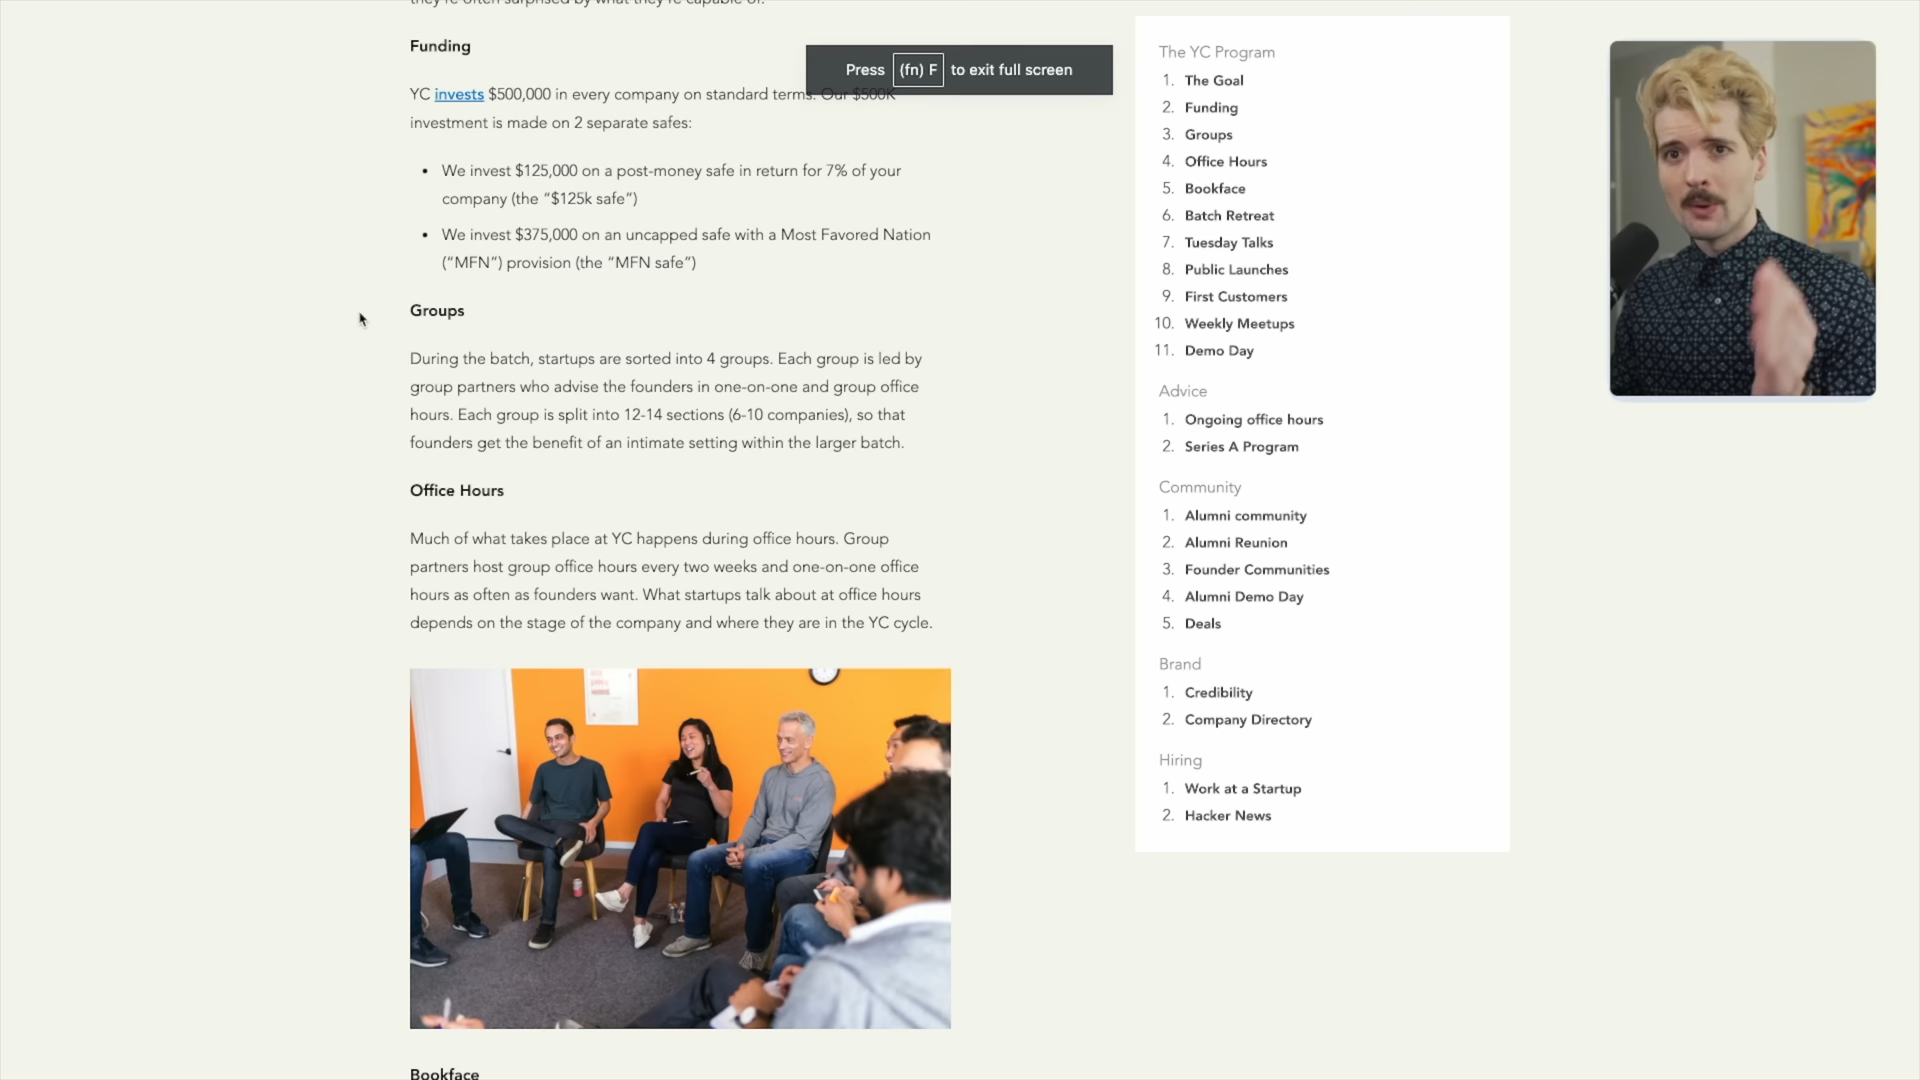 they're often surprised by what they're capable of.
Funding
YC invests $500,000 in every company on standard terms. Our $500K
investment is made on 2 separate safes:
• We invest $125,000 on a post-money safe in return for 7% of your
company (the “$125k safe”)
• We invest $375,000 on an uncapped safe with a Most Favored Nation
(“MFN”) provision (the “MFN safe”)
Groups
During the batch, startups are sorted into 4 groups. Each group is led by
group partners who advise the founders in one-on-one and group office
hours. Each group is split into 12-14 sections (6-10 companies), so that
founders get the benefit of an intimate setting within the larger batch.
Office Hours
Much of what takes place at YC happens during office hours. Group
partners host group office hours every two weeks and one-on-one office
hours as often as founders want. What startups talk about at office hours
depends on the stage of the company and where they are in the YC cycle.
Bookface
Press (fn) F to exit full screen
The YC Program
1. The Goal
2. Funding
3. Groups
4. Office Hours
5. Bookface
6. Batch Retreat
7. Tuesday Talks
8. Public Launches
9. First Customers
10. Weekly Meetups
11. Demo Day
Advice
1. Ongoing office hours
2. Series A Program
Community
1. Alumni community
2. Alumni Reunion
3. Founder Communities
4. Alumni Demo Day
5. Deals
Brand
1. Credibility
2. Company Directory
Hiring
1. Work at a Startup
2. Hacker News